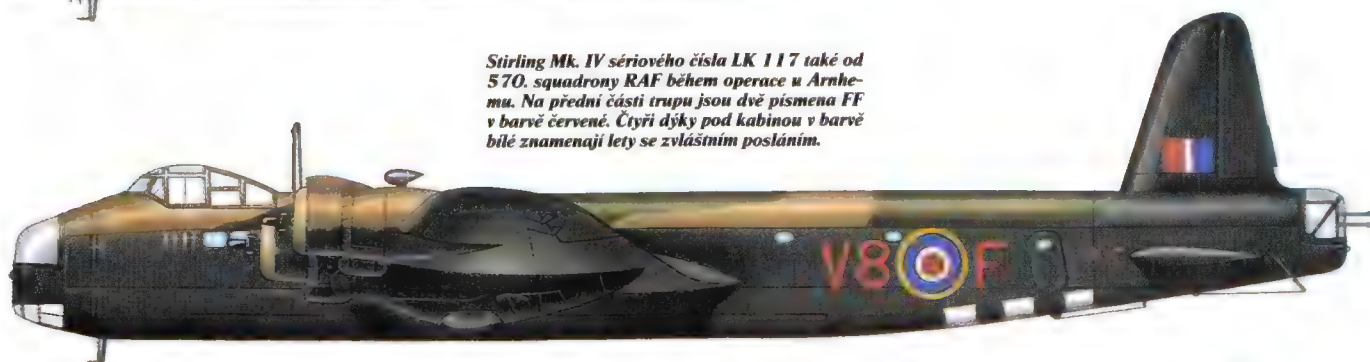 Stirling Mk. IV sériového čísla LK 117 také od
570. squadrony RAF během operace u Arnhe-
mu. Na přední části trupu jsou dvě písmena FF
v barvě červené. Čtyři dýky pod kabinou v barvě
bílé znamenají lety se zvláštním posláním.
V8 F